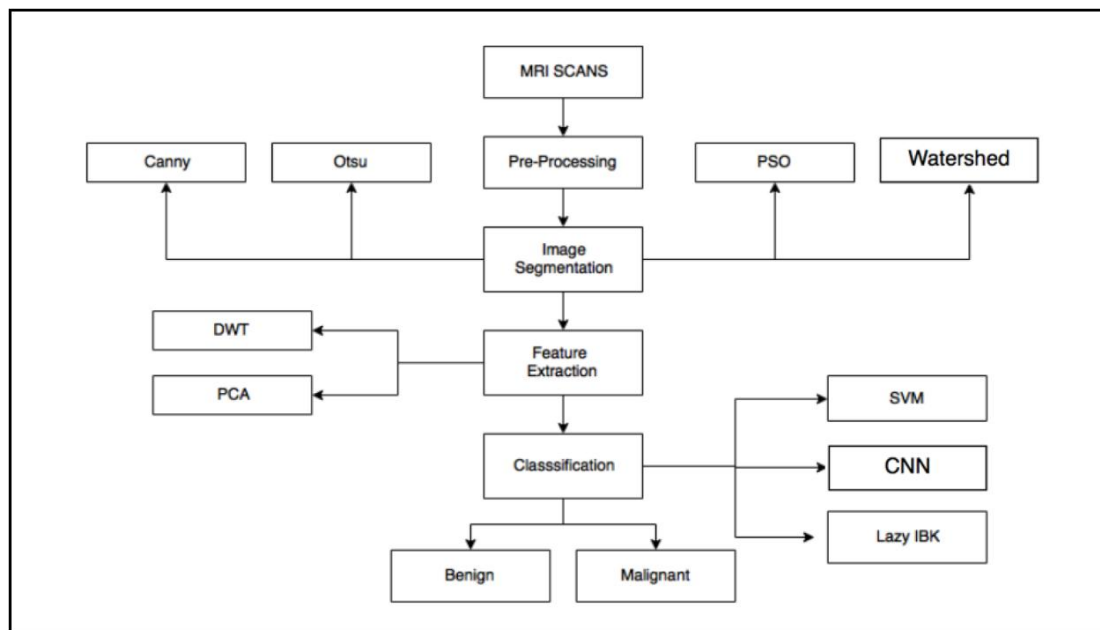 MRI SCANS
Pre-Processing
Canny
Otsu
PSO
Watershed
Image
Segmentation
DWT
PCA
Feature
Extraction
SVM
Classsification
CNN
Lazy IBK
Benign
Malignant